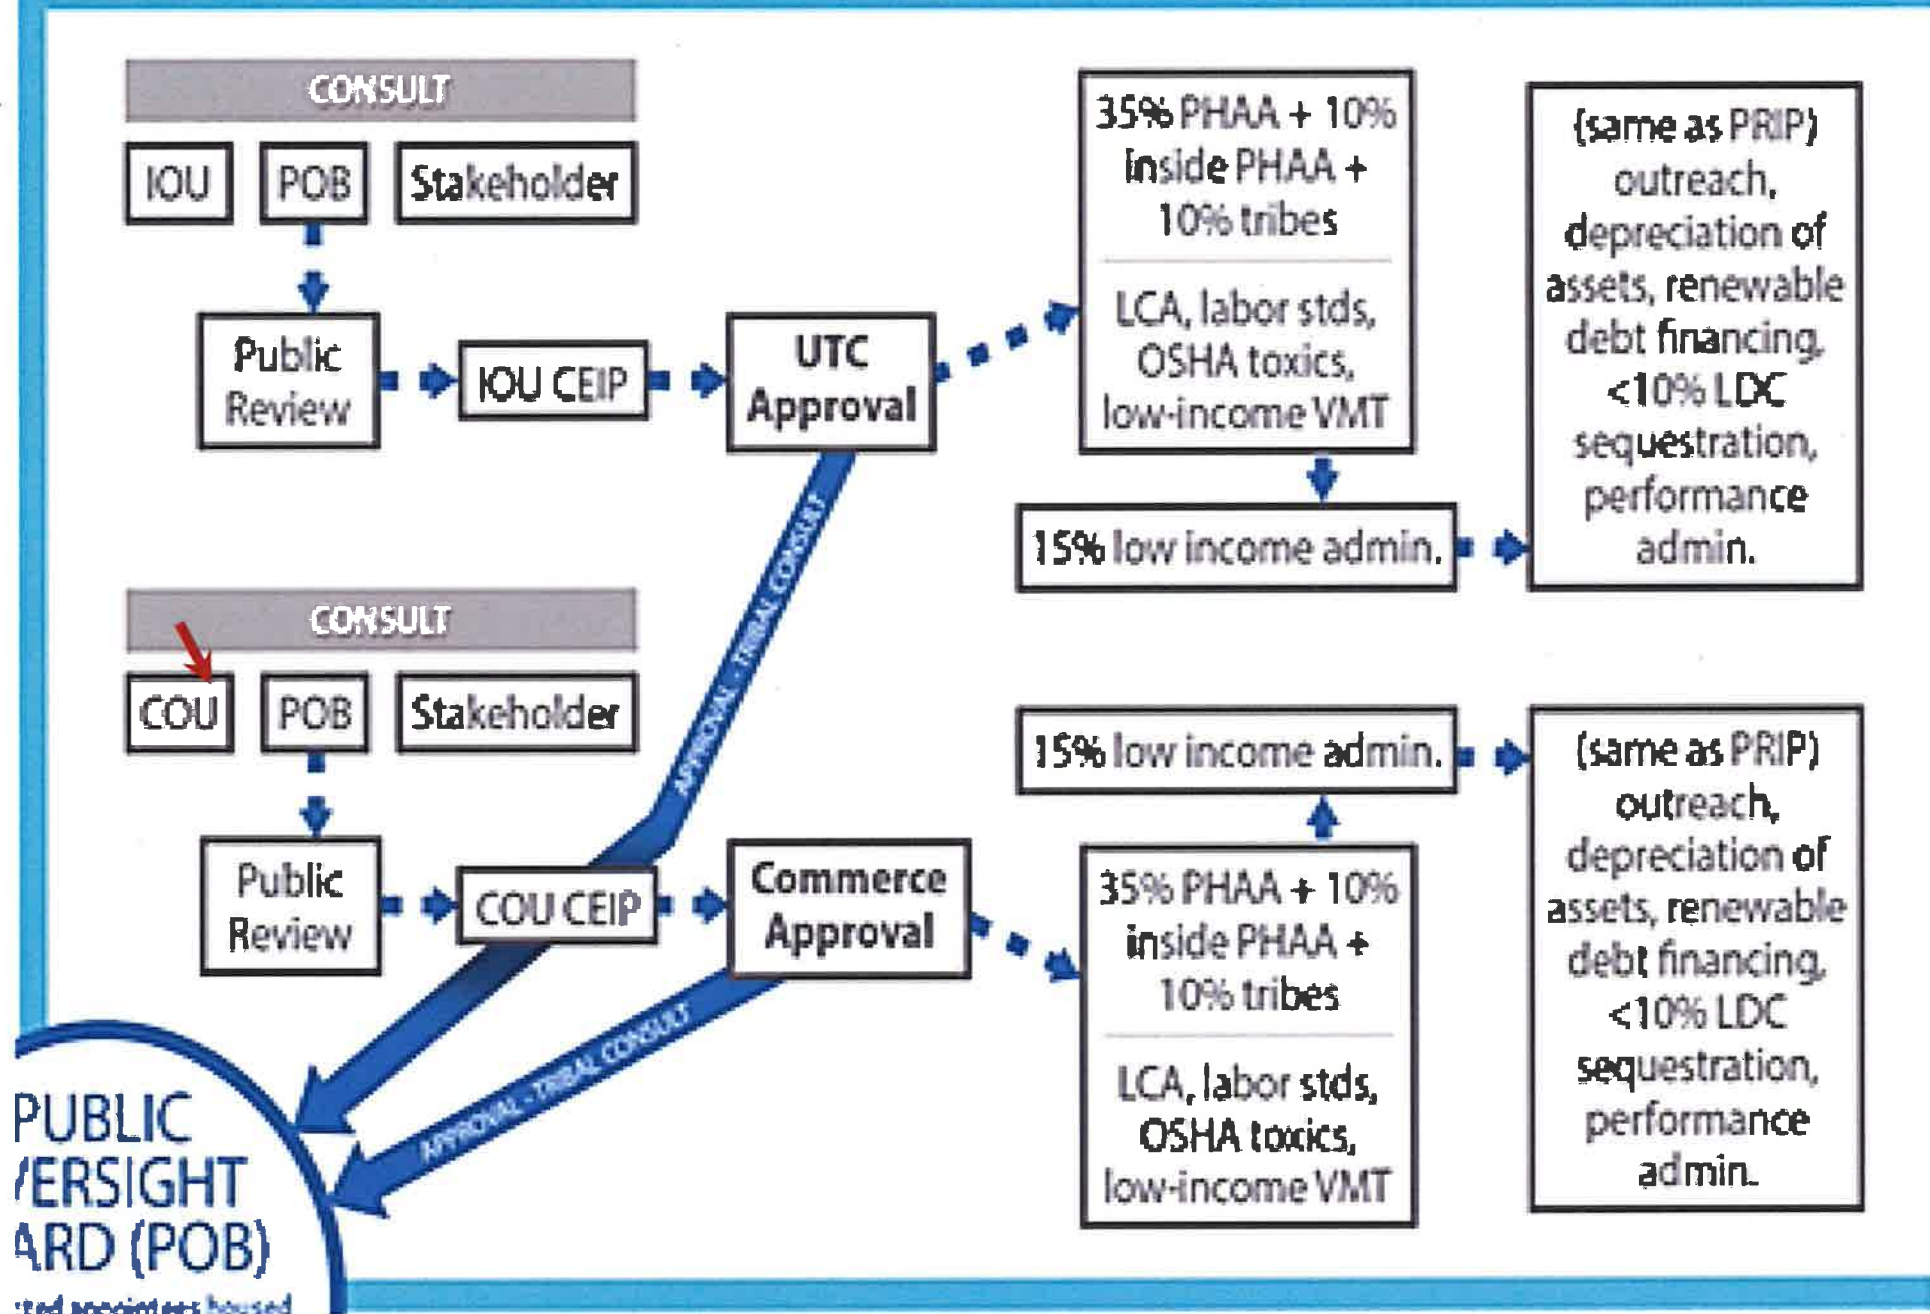 CONSULT
IOU
POB
Stakeholder
Public
Review
IOU CEIP
UTC
Approval
35% PHAA + 10%
inside PHAA +
10% tribes
LCA, labor stds,
OSHA toxics,
low-income VMT
15% low income admin.
(same as PRIP)
outreach,
depreciation of
assets, renewable
debt financing,
<10% LDC
sequestration,
performance
admin.
APPROVAL - TRIBAL CONSULT
CONSULT
COU
POB
Stakeholder
Public
Review
COU CEIP
Commerce
Approval
15% low income admin.
35% PHAA + 10%
inside PHAA +
10% tribes
LCA, labor stds,
OSHA toxics,
low-income VMT
(same as PRIP)
outreach,
depreciation of
assets, renewable
debt financing,
<10% LDC
sequestration,
performance
admin.
APPROVAL - TRIBAL CONSULT
PUBLIC
VERSIGHT
ARD (POB)
appointees housed